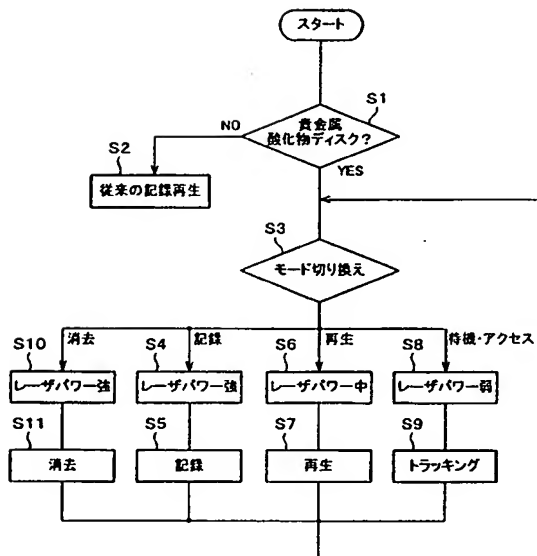 スタート
S1
貴金属
酸化物ディスク?
NO
YES
S2
従来の記録再生
S3
モード切り換え
消去
記録
再生
待機・アクセス
S10
S4
S6
S8
レーザパワー強
レーザパワー強
レーザパワー中
レーザパワー弱
S11
S5
S7
S9
消去
記録
再生
トラッキング